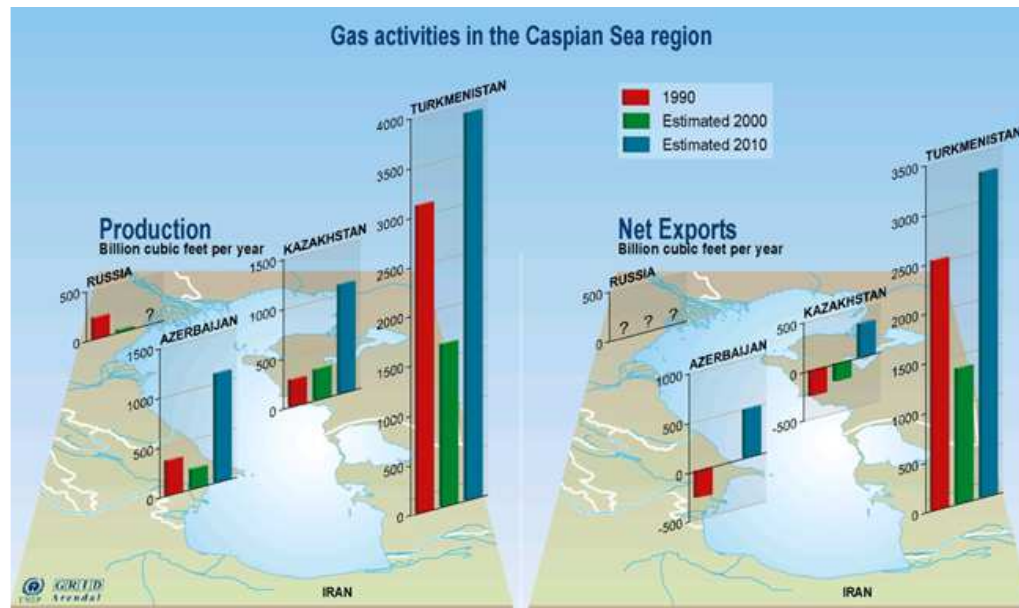 Gas activities in the Caspian Sea region
1990
Estimated 2000
Estimated 2010
Production
Billion cubic feet per year
RUSSIA
500
0
?
AZERBAIJAN
1500
1000
500
0
KAZAKHSTAN
1500
1000
500
0
TURKMENISTAN
4000
3500
3000
2500
2000
1500
1000
500
0
IRAN
Net Exports
Billion cubic feet per year
RUSSIA
500
0
? ? ?
AZERBAIJAN
1000
500
0
-500
KAZAKHSTAN
500
0
-500
TURKMENISTAN
3500
3000
2500
2000
1500
1000
500
0
IRAN
UNEP
GRID
Arendal